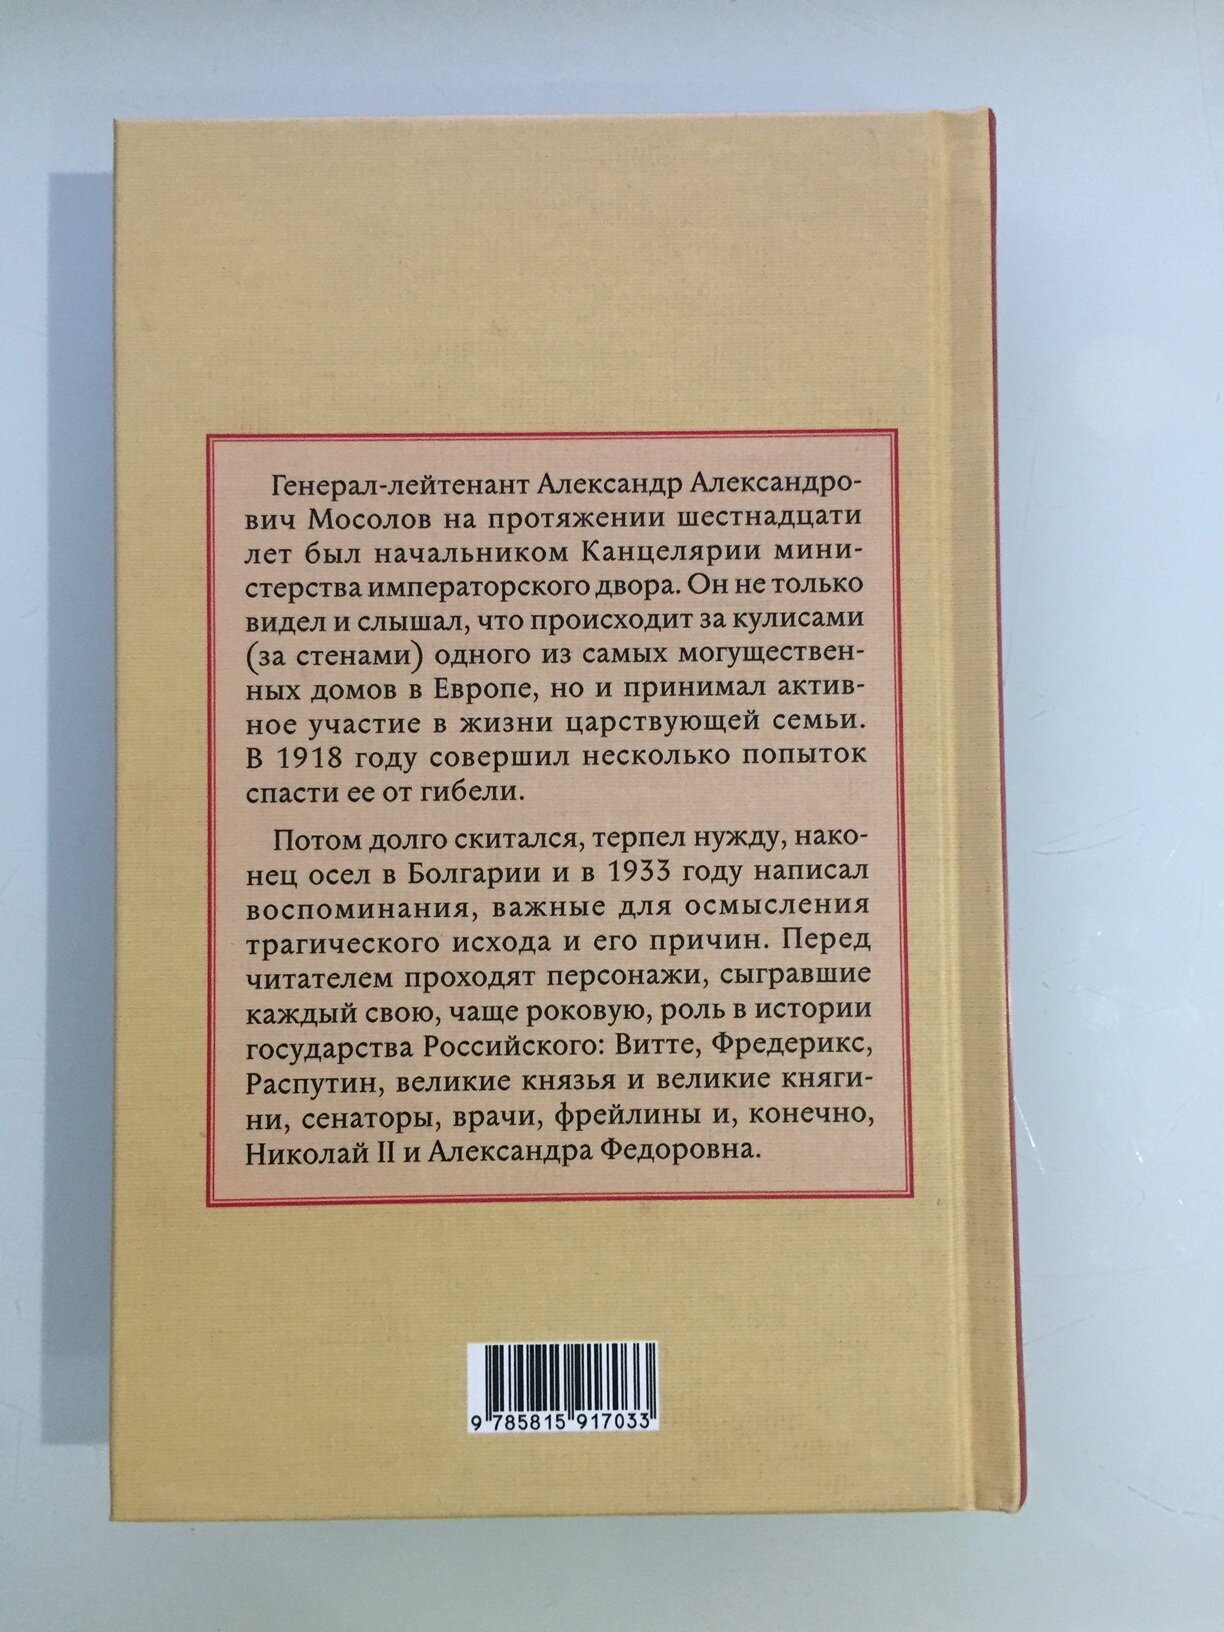 Генерал-лейтенант Александр Александро-
вич Мосолов на протяжении шестнадцати
лет был начальником Канцелярии мини-
стерства императорского двора. Он не только
видел и слышал, что происходит за кулисами
(за стенами) одного из самых могуществен-
ных домов в Европе, но и принимал актив-
ное участие в жизни царствующей семьи.
В 1918 году совершил несколько попыток
спасти ее от гибели.
Потом долго скитался, терпел нужду, нако-
нец осел в Болгарии и в 1933 году написал
воспоминания, важные для осмысления
трагического исхода и его причин. Перед
читателем проходят персонажи, сыгравшие
каждый свою, чаще роковую, роль в истории
государства Российского: Витте, Фредерикс,
Распутин, великие князья и великие княги-
ни, сенаторы, врачи, фрейлины и, конечно,
Николай II и Александра Федоровна.
9 785815 917033